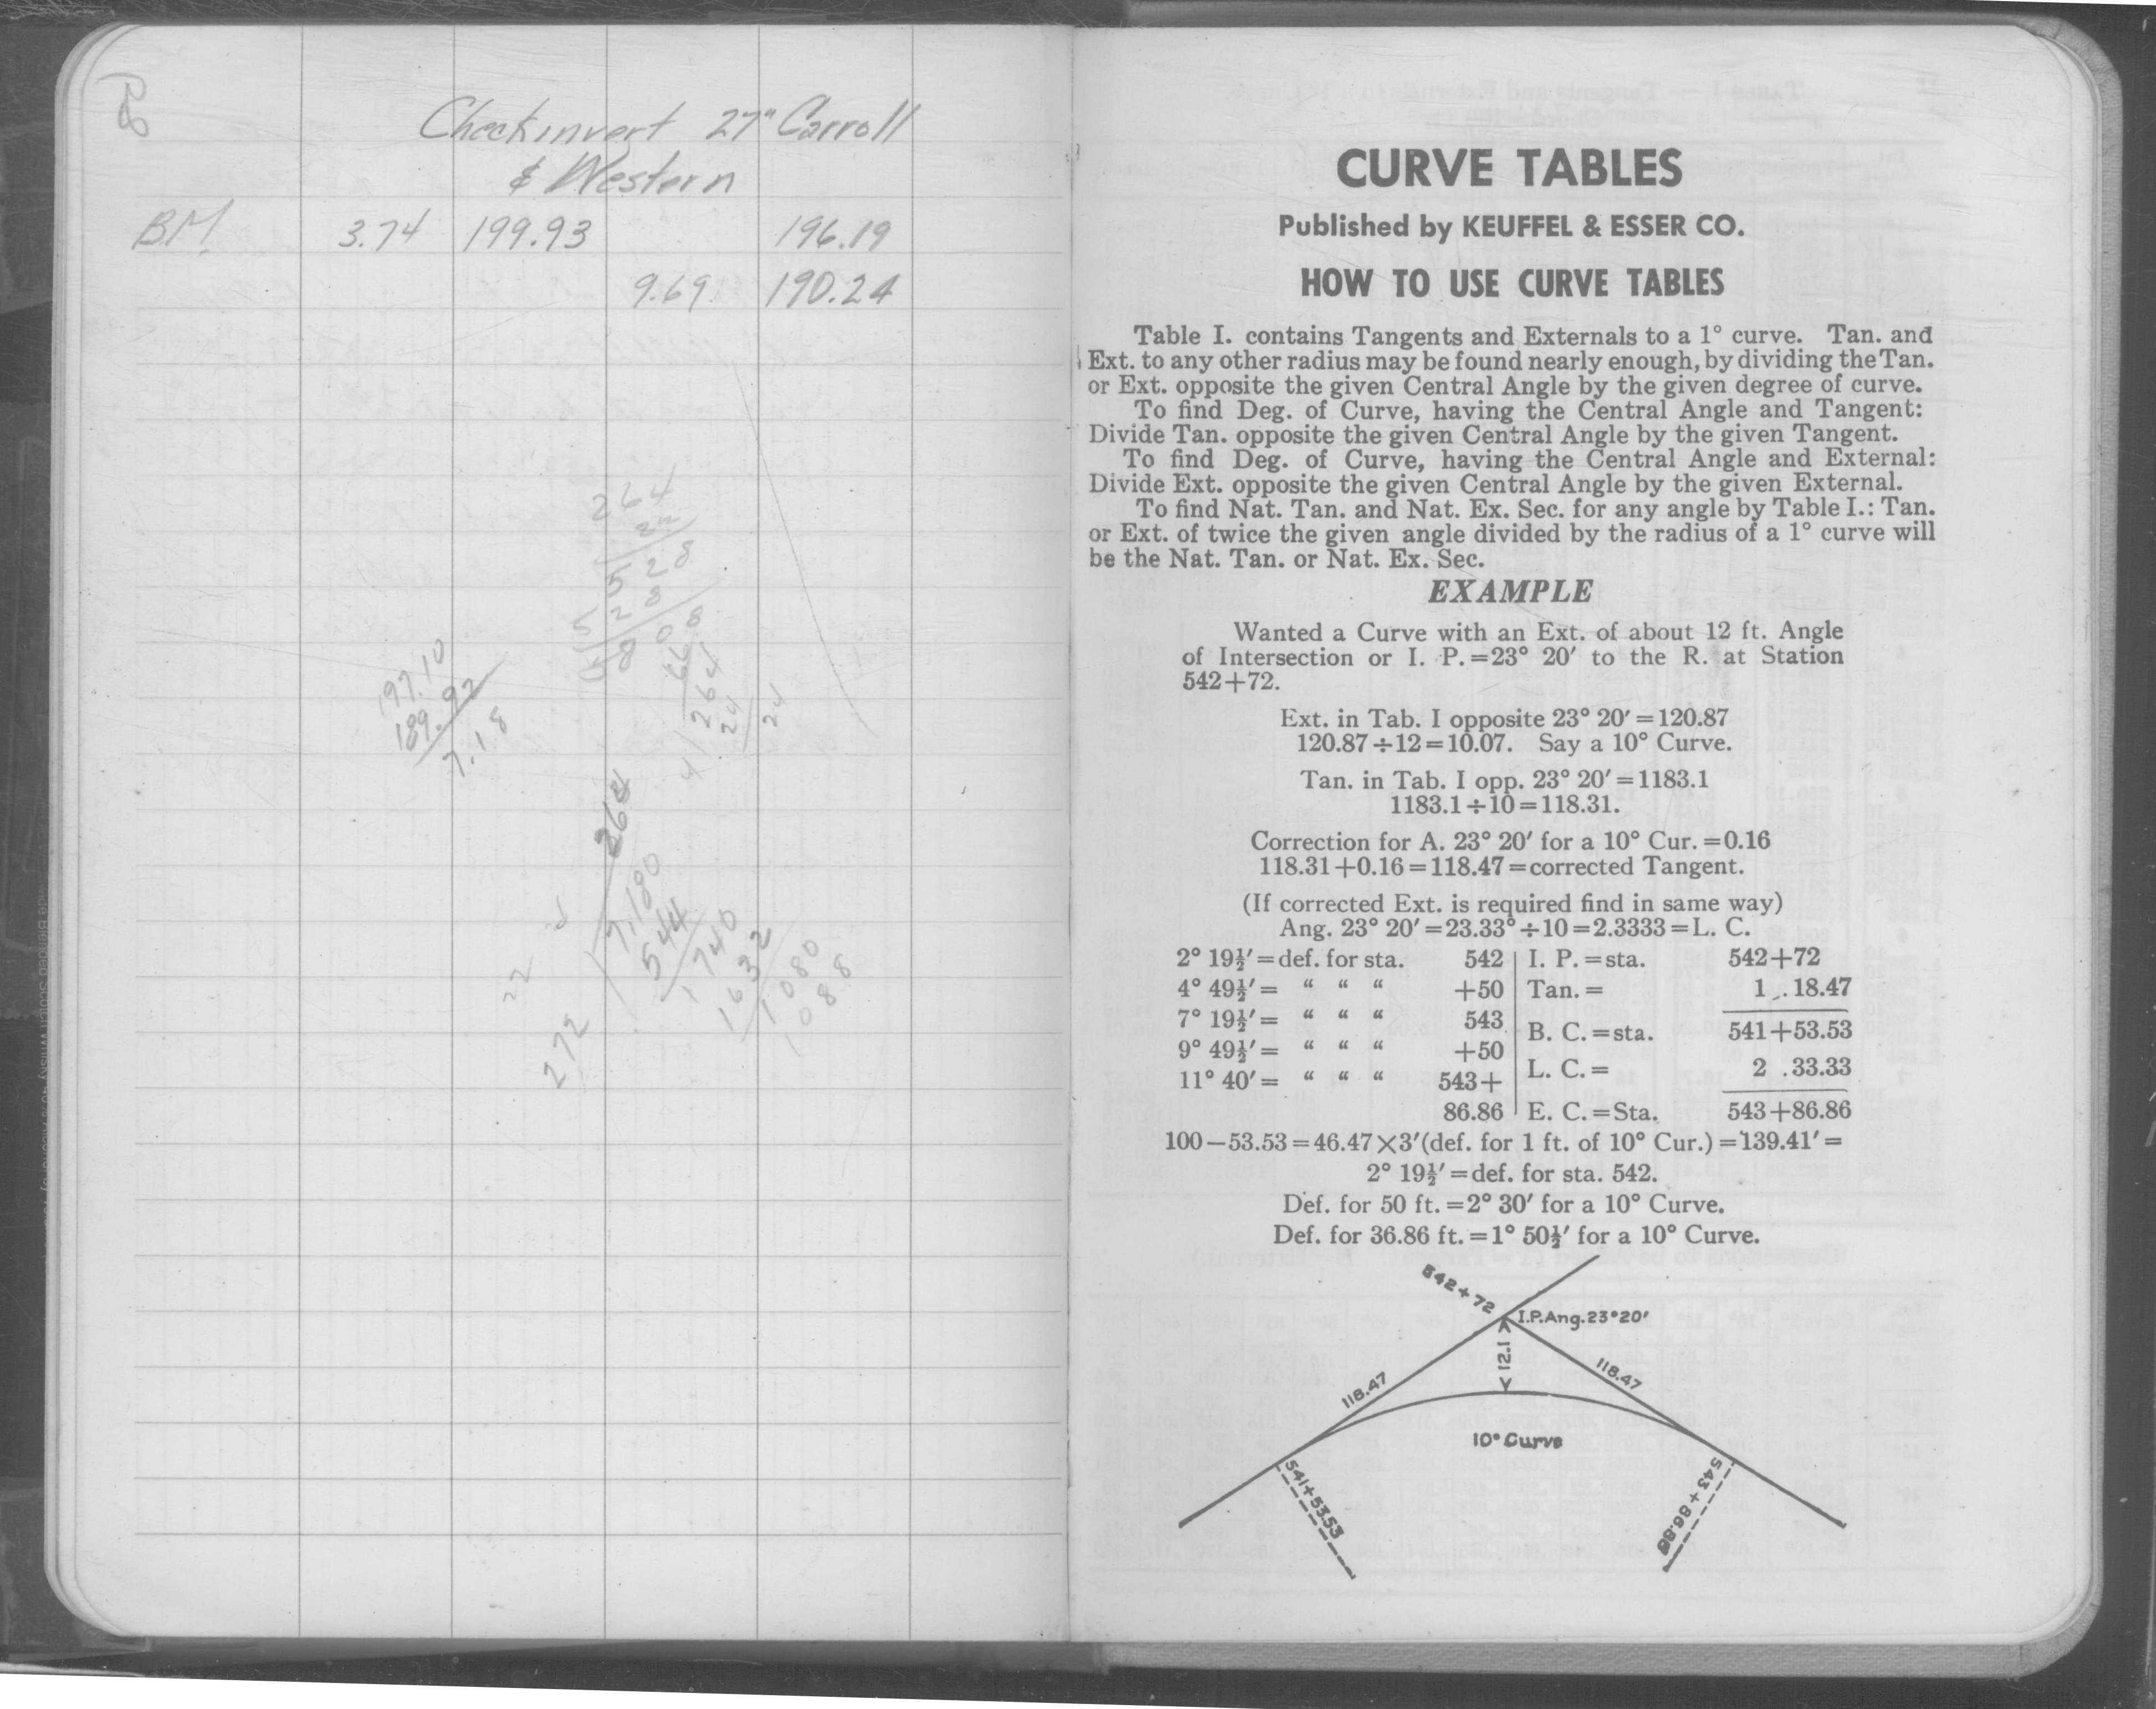 Check invert 27" Carroll
& Western
BM 3.74 199.93 196.19
9.69 190.24
264
22
528
528
5808
66
264
24
24
197.10
189.92
7.18
7.180
544
1740
1632
1080
088
22
272
CURVE TABLES
Published by KEUFFEL & ESSER CO.
HOW TO USE CURVE TABLES
Table I. contains Tangents and Externals to a 1° curve. Tan. and
Ext. to any other radius may be found nearly enough, by dividing the Tan.
or Ext. opposite the given Central Angle by the given degree of curve.
To find Deg. of Curve, having the Central Angle and Tangent:
Divide Tan. opposite the given Central Angle by the given Tangent.
To find Deg. of Curve, having the Central Angle and External:
Divide Ext. opposite the given Central Angle by the given External.
To find Nat. Tan. and Nat. Ex. Sec. for any angle by Table I.: Tan.
or Ext. of twice the given angle divided by the radius of a 1° curve will
be the Nat. Tan. or Nat. Ex. Sec.
EXAMPLE
Wanted a Curve with an Ext. of about 12 ft. Angle
of Intersection or I. P.=23° 20′ to the R. at Station
542+72.
Ext. in Tab. I opposite 23° 20′=120.87
120.87÷12=10.07. Say a 10° Curve.
Tan. in Tab. I opp. 23° 20′=1183.1
1183.1÷10=118.31.
Correction for A. 23° 20′ for a 10° Cur.=0.16
118.31+0.16=118.47=corrected Tangent.
(If corrected Ext. is required find in same way)
Ang. 23° 20′=23.33°÷10=2.3333=L. C.
2° 19½′=def. for sta. 542 I. P.=sta. 542+72
4° 49½′= “ “ “ +50 Tan.= 1 .18.47
7° 19½′= “ “ “ 543 B. C.=sta. 541+53.53
9° 49½′= “ “ “ +50 L. C.= 2 .33.33
11° 40′= “ “ “ 543+
86.86 E. C.=Sta. 543+86.86
100−53.53=46.47×3′(def. for 1 ft. of 10° Cur.)=139.41′=
2° 19½′=def. for sta. 542.
Def. for 50 ft.=2° 30′ for a 10° Curve.
Def. for 36.86 ft.=1° 50½′ for a 10° Curve.
542+72
I.P.Ang.23°20′
12.1
118.47
118.47
10° Curve
541+53.53
543+86.86